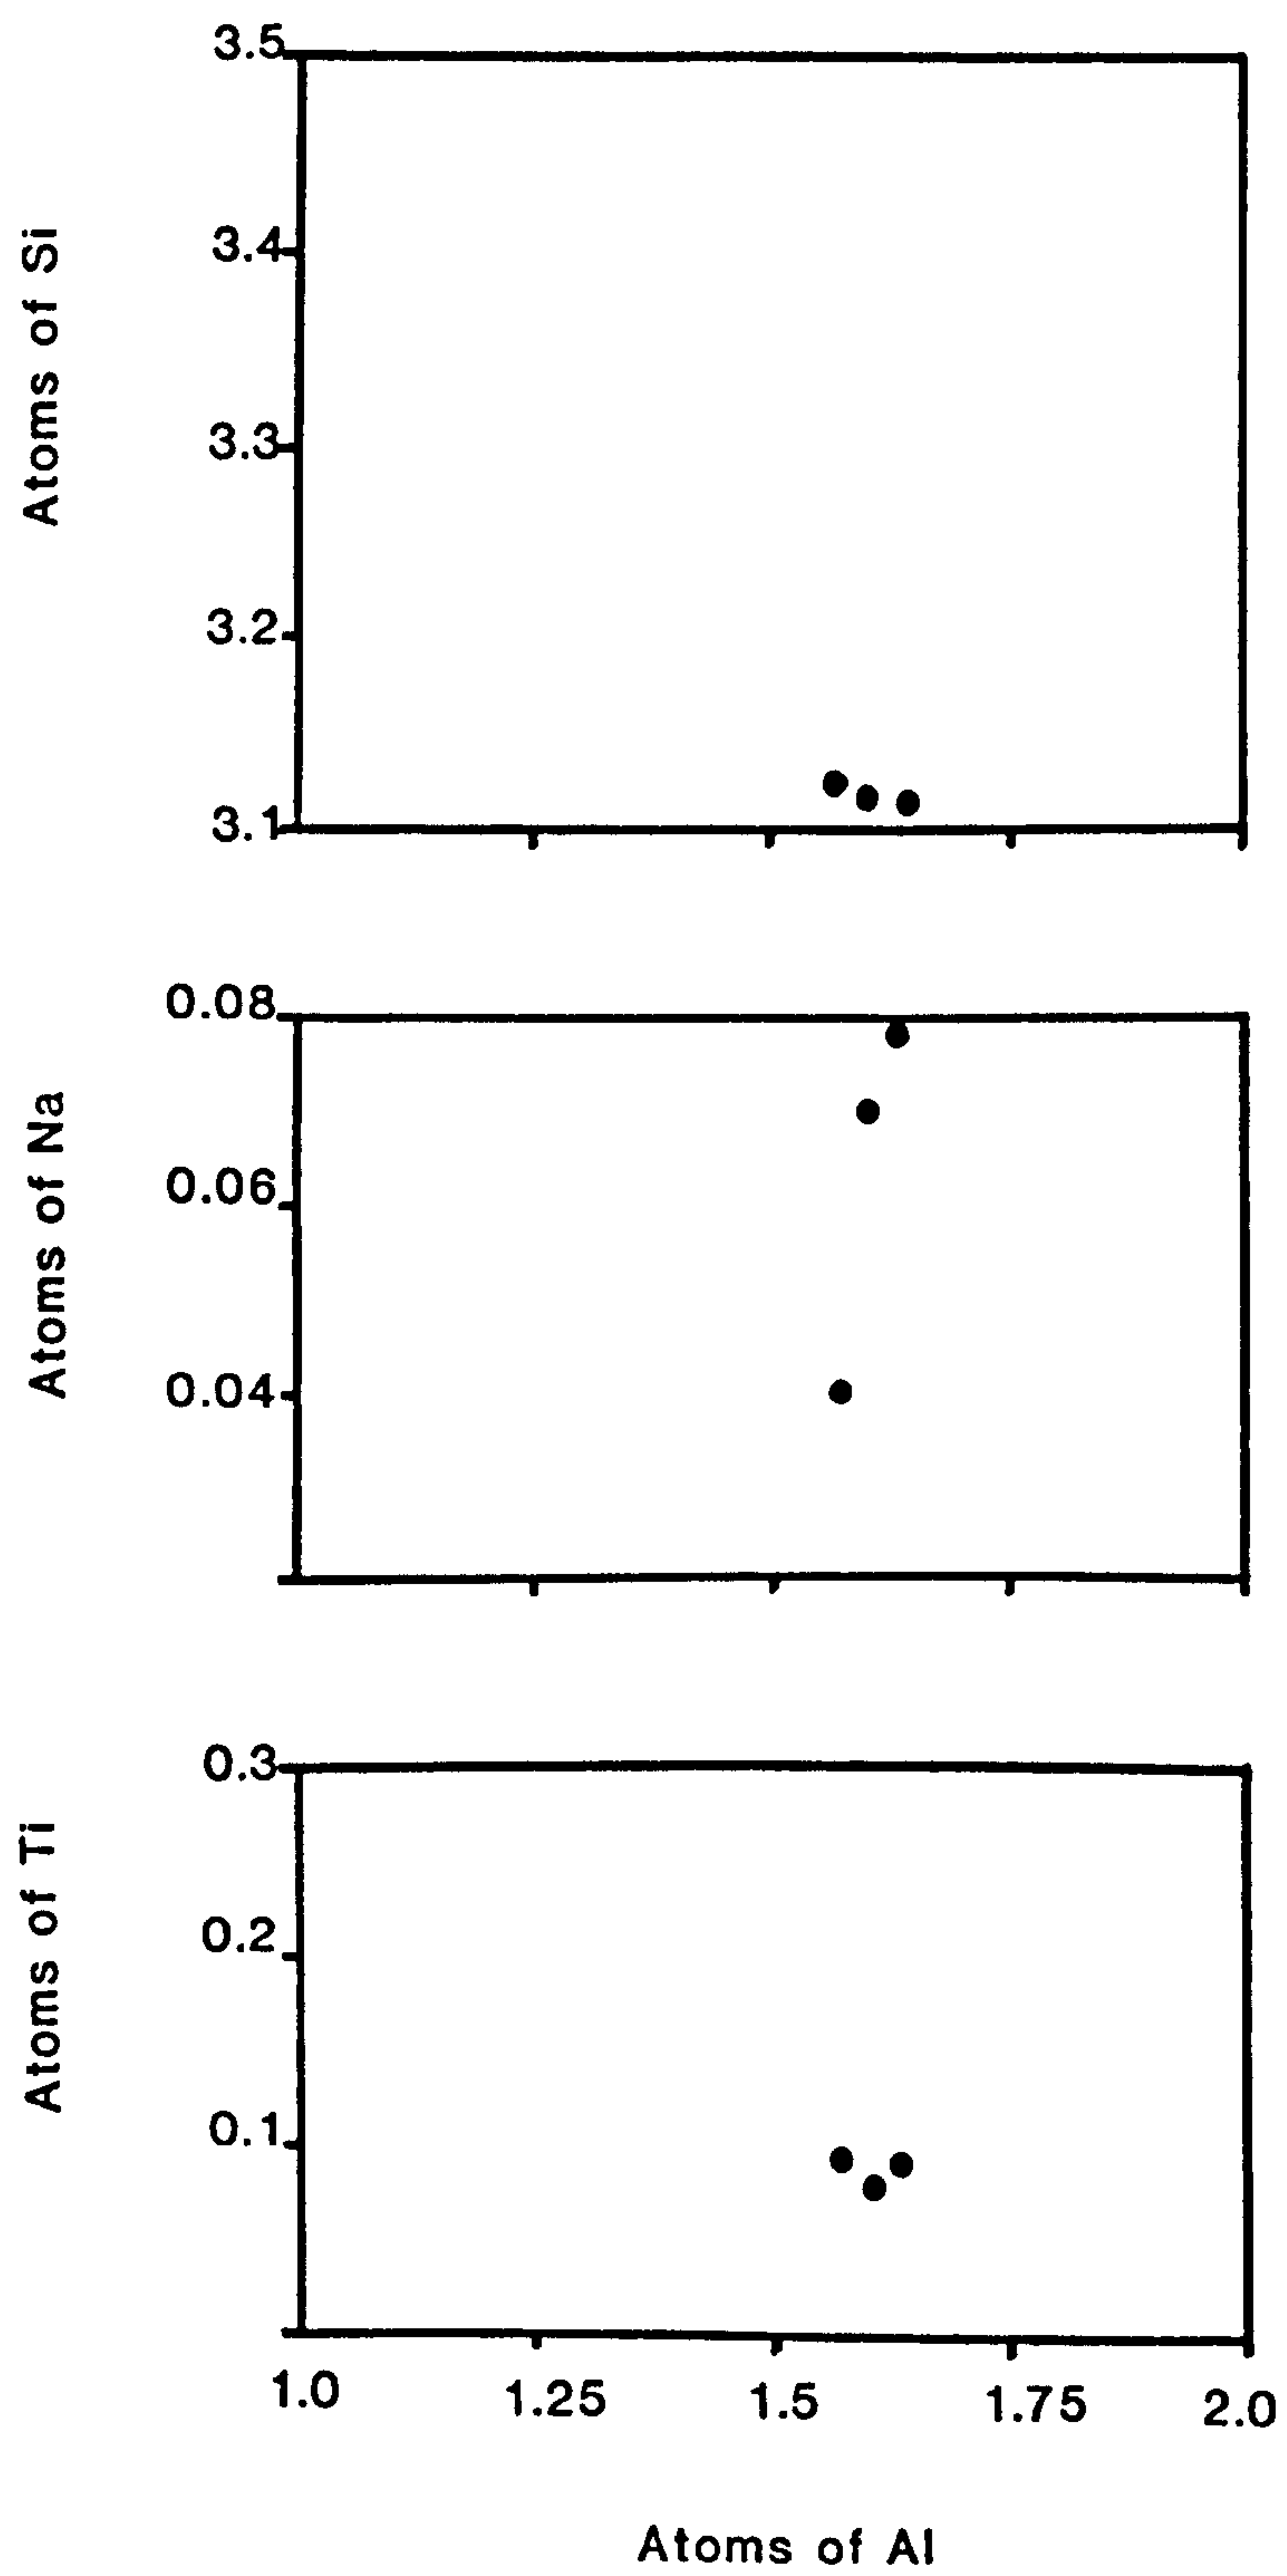 Atoms of Si
3.5
3.4
3.3
3.2
3.1
Atoms of Na
0.08
0.06
0.04
Atoms of Ti
0.3
0.2
0.1
1.0 1.25 1.5 1.75 2.0
Atoms of Al